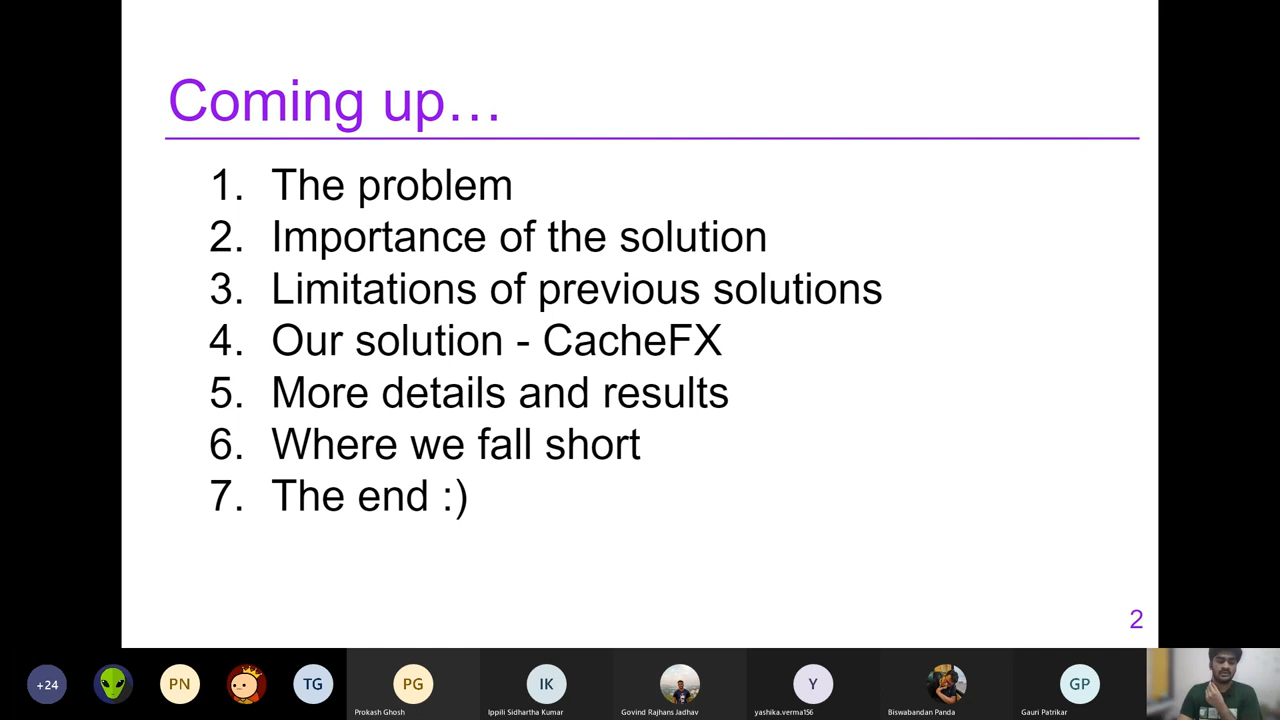 Coming up…
1. The problem
2. Importance of the solution
3. Limitations of previous solutions
4. Our solution - CacheFX
5. More details and results
6. Where we fall short
7. The end :)
2
+24
PN
TG
PG
IK
Y
GP
Prokash Ghosh
Ippili Sidhartha Kumar
Govind Rajhans Jadhav
yashika.verma156
Biswabandan Panda
Gauri Patrikar